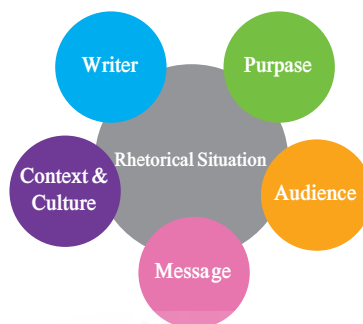 Writer
Purpase
Rhetorical Situation
Context &
Culture
Audience
Message